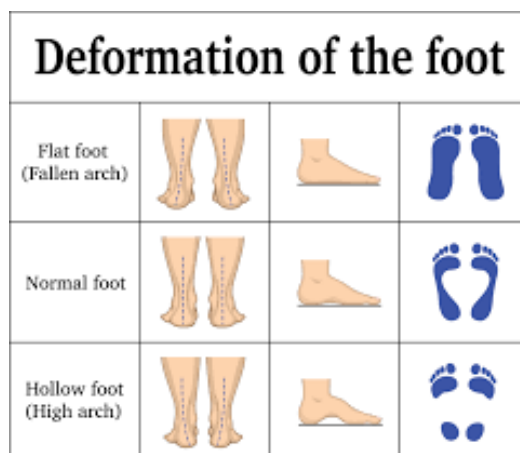 Deformation of the foot
Flat foot
(Fallen arch)
Normal foot
Hollow foot
(High arch)